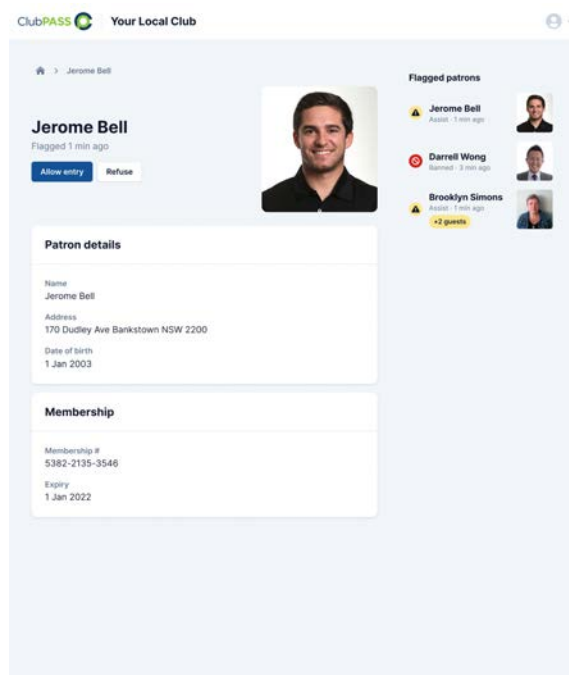 ClubPASS Your Local Club
Jerome Bell
Jerome Bell
Flagged 1 min ago
Allow entry Refuse
Patron details
Name
Jerome Bell
Address
170 Dudley Ave Bankstown NSW 2200
Date of birth
1 Jan 2003
Membership
Membership #
5382-2135-3546
Expiry
1 Jan 2022
Flagged patrons
Jerome Bell
Assist · 1 min ago
Darrell Wong
Banned · 3 min ago
Brooklyn Simons
Assist · 1 min ago
+2 guests